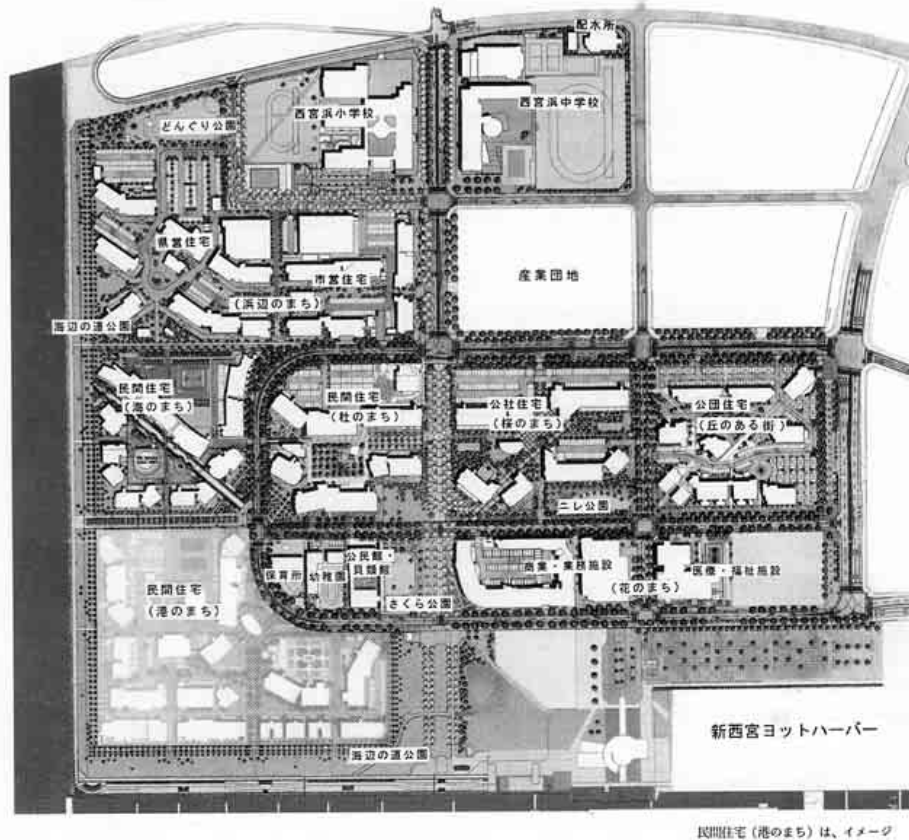 配水所
西宮浜小学校
西宮浜中学校
どんぐり公園
県営住宅
市営住宅
産業団地
(浜辺のまち)
海辺の道公園
民間住宅
(海のまち)
民間住宅
(杜のまち)
公社住宅
(桜のまち)
公団住宅
(丘のある街)
ニレ公園
民間住宅
(港のまち)
保育所
幼稚園
公民館・
貝類館
さくら公園
商業・業務施設
(花のまち)
医療・福祉施設
新西宮ヨットハーバー
海辺の道公園
民間住宅(港のまち)は、イメージ